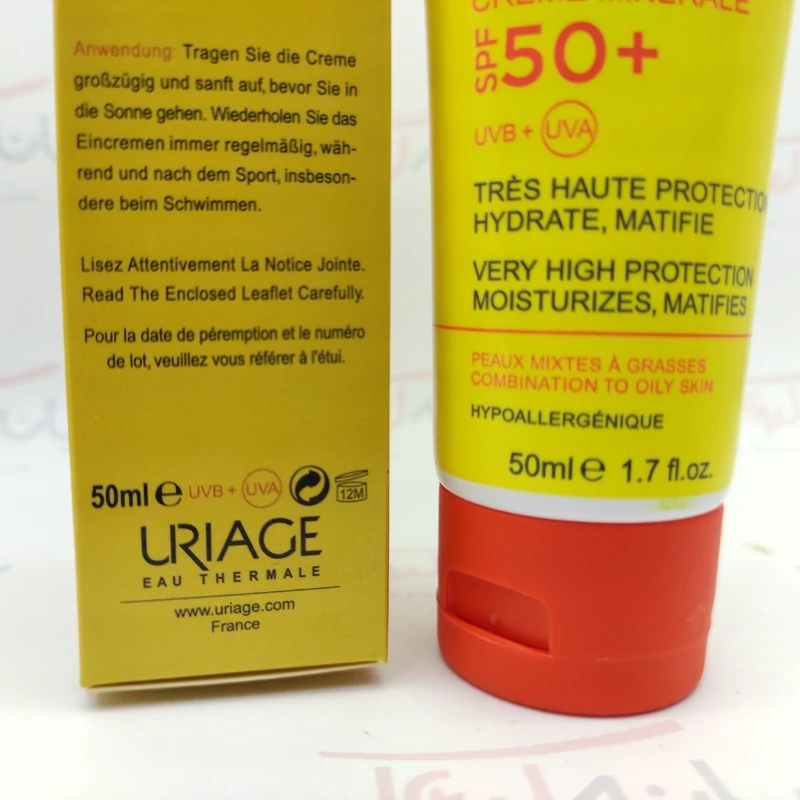 Anwendung: Tragen Sie die Creme
großzügig und sanft auf, bevor Sie in
die Sonne gehen. Wiederholen Sie das
Eincremen immer regelmäßig, wäh-
rend und nach dem Sport, insbeson-
dere beim Schwimmen.
Lisez Attentivement La Notice Jointe.
Read The Enclosed Leaflet Carefully.
Pour la date de péremption et le numéro
de lot, veuillez vous référer à l'étui.
50ml e UVB + UVA 12M
URIAGE
EAU THERMALE
www.uriage.com
France
CRÈME MINÉRALE
SPF 50+
UVB + UVA
TRÈS HAUTE PROTECTION
HYDRATE, MATIFIE
VERY HIGH PROTECTION
MOISTURIZES, MATIFIES
PEAUX MIXTES À GRASSES
COMBINATION TO OILY SKIN
HYPOALLERGÉNIQUE
50ml e 1.7 fl.oz.